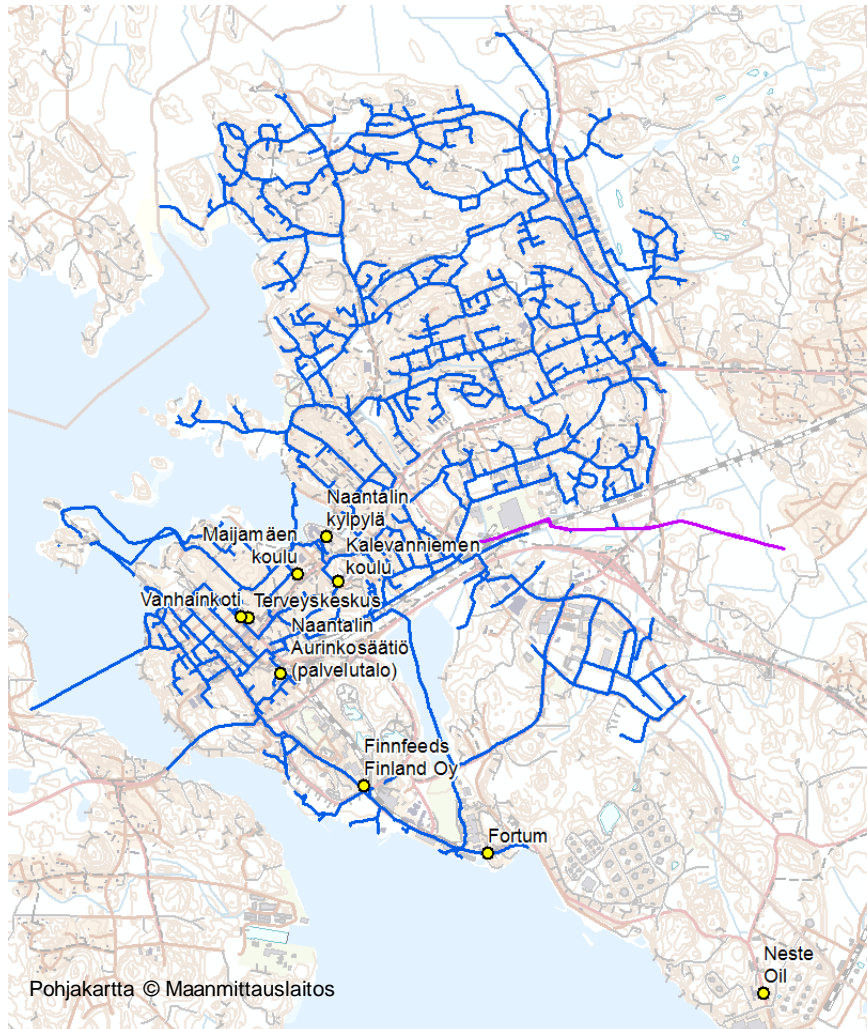 Naantalin
kylpylä
Maijamäen
koulu
Kalevanniemen
koulu
Vanhainkoti
Terveyskeskus
Naantalin
Aurinkosäätiö
(palvelutalo)
Finnfeeds
Finland Oy
Fortum
Neste
Oil
Pohjakartta © Maanmittauslaitos